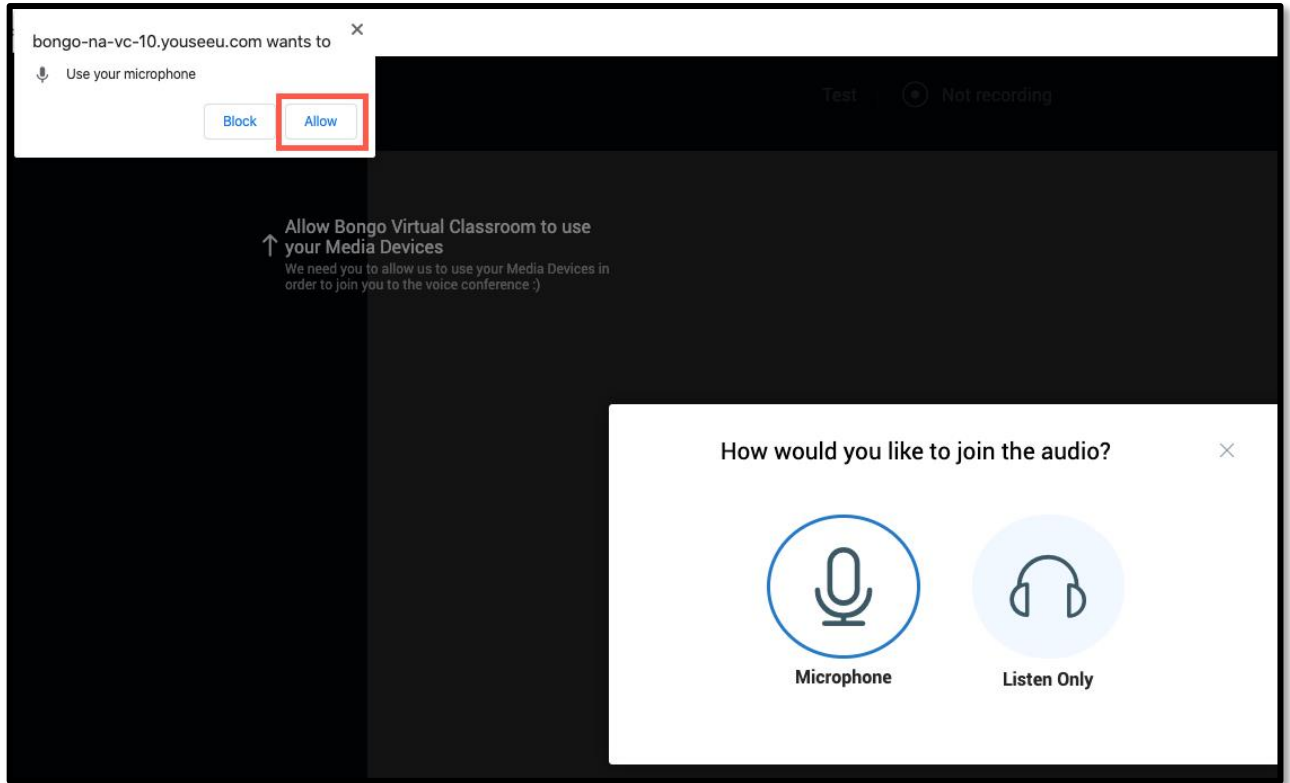 bongo-na-vc-10.youseeu.com wants to
Use your microphone
Block Allow
Test Not recording
Allow Bongo Virtual Classroom to use
your Media Devices
We need you to allow us to use your Media Devices in
order to join you to the voice conference :)
How would you like to join the audio?
Microphone Listen Only